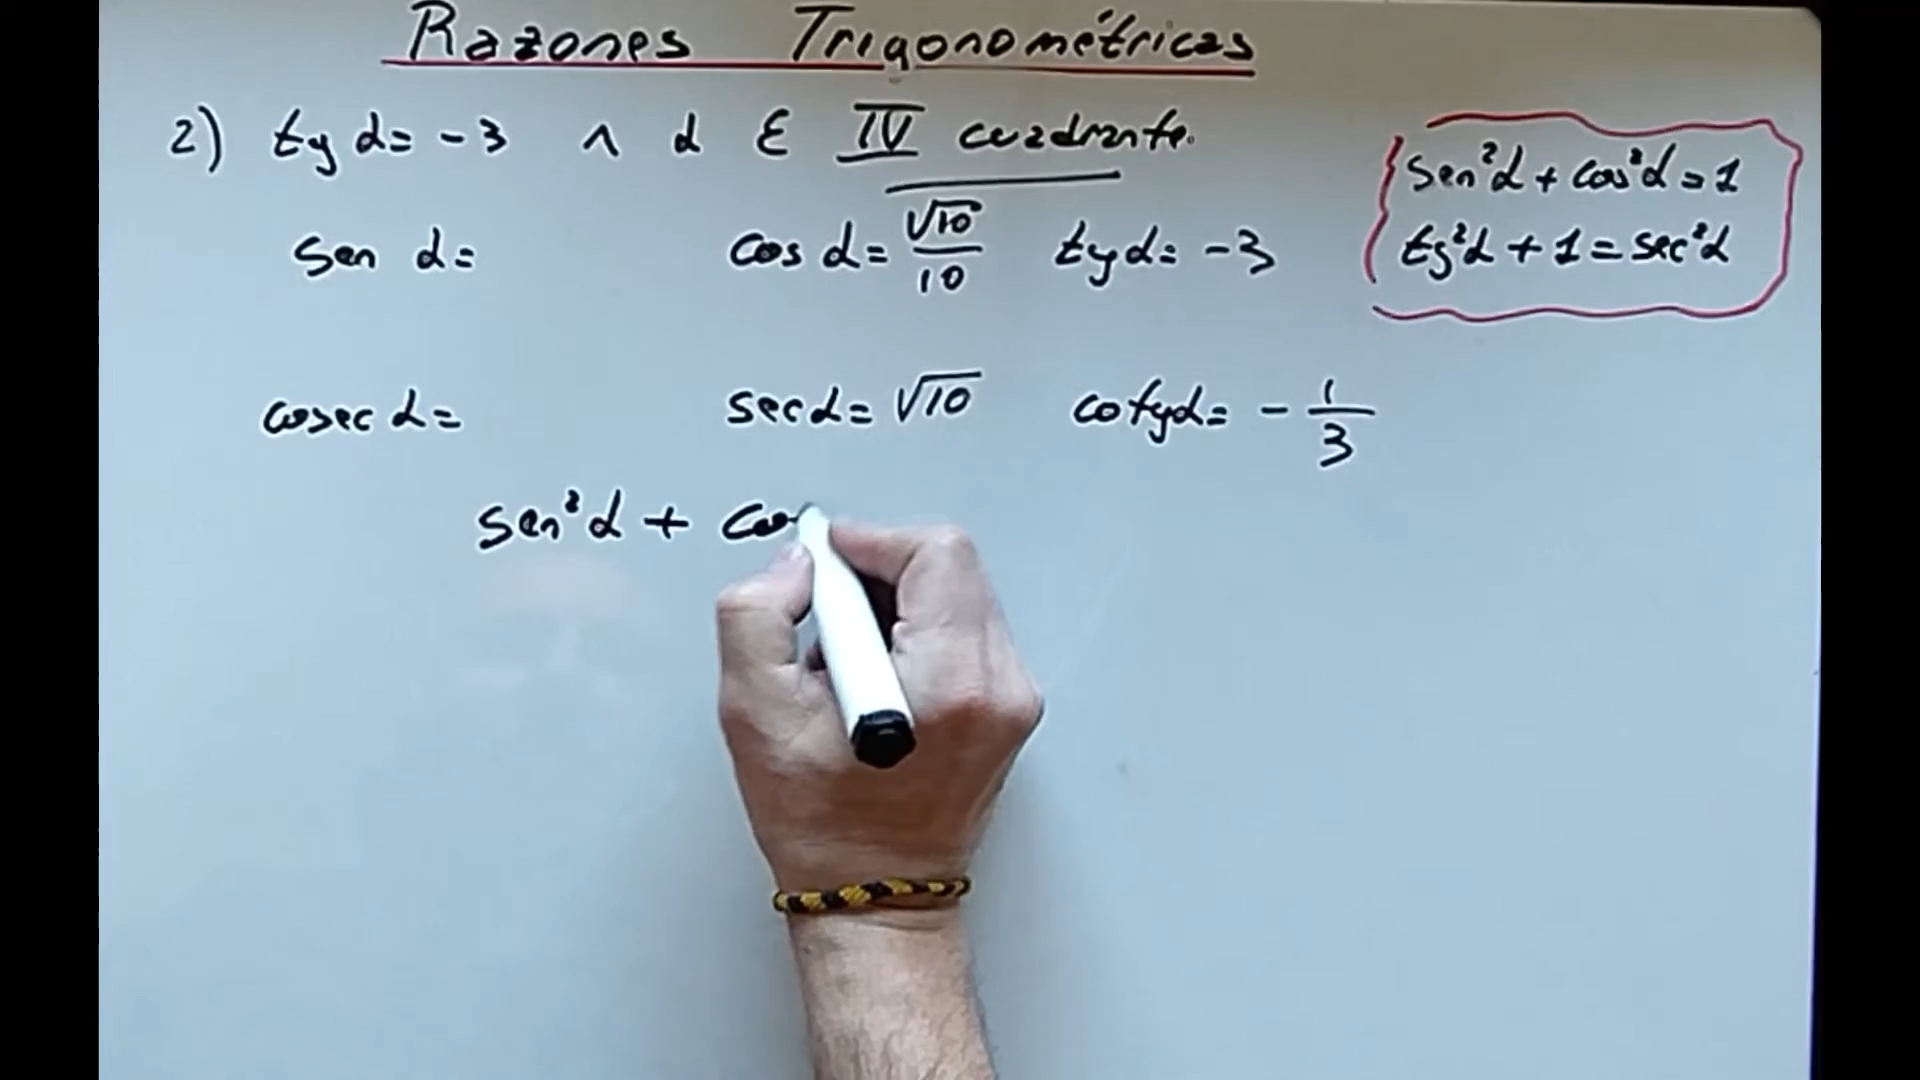 Razones Trigonométricas
2) tg α = -3 ∧ α ∈ IV cuadrante.
sen²α + cos²α = 1
tg²α + 1 = sec²α
sen α = cos α = √10/10 tg α = -3
cosec α = sec α = √10 cotg α = - 1/3
sen²α + co